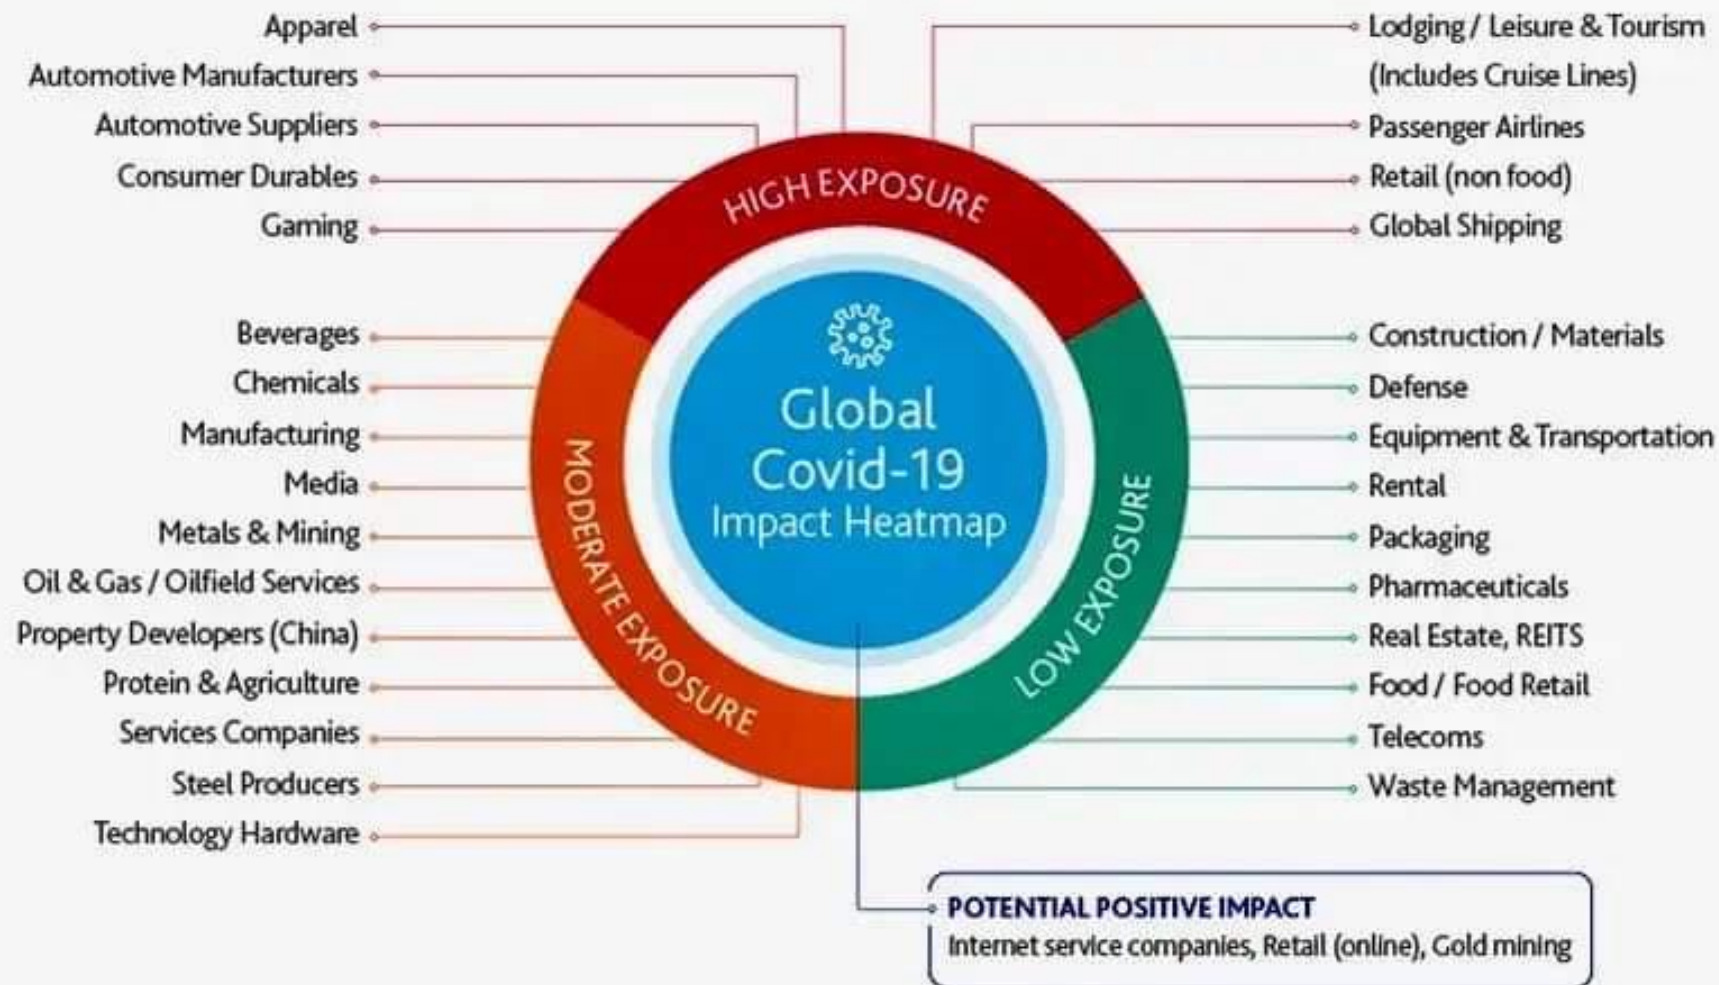 Apparel
Automotive Manufacturers
Automotive Suppliers
Consumer Durables
Gaming
Lodging / Leisure & Tourism
(Includes Cruise Lines)
Passenger Airlines
Retail (non food)
Global Shipping
HIGH EXPOSURE
Beverages
Chemicals
Manufacturing
Media
Metals & Mining
Oil & Gas / Oilfield Services
Property Developers (China)
Protein & Agriculture
Services Companies
Steel Producers
Technology Hardware
MODERATE EXPOSURE
Global
Covid-19
Impact Heatmap
LOW EXPOSURE
Construction / Materials
Defense
Equipment & Transportation
Rental
Packaging
Pharmaceuticals
Real Estate, REITS
Food / Food Retail
Telecoms
Waste Management
POTENTIAL POSITIVE IMPACT
Internet service companies, Retail (online), Gold mining